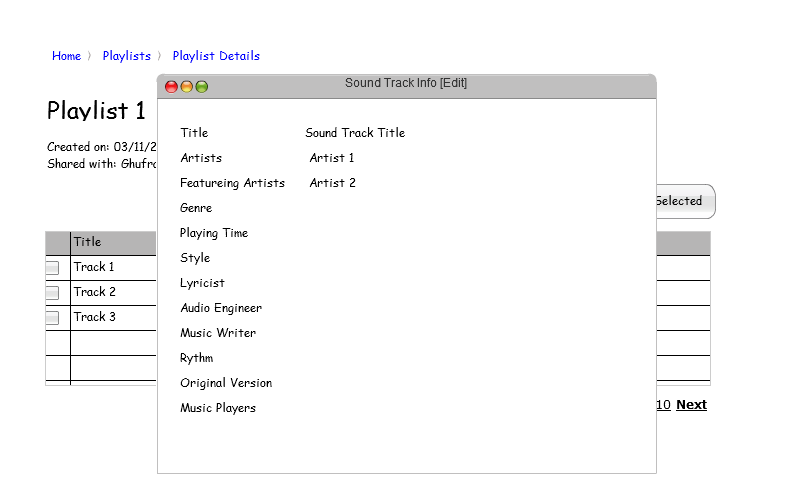 Home 〉 Playlists 〉 Playlist Details
Sound Track Info [Edit]
Playlist 1
Created on: 03/11/2
Shared with: Ghufr
Title Sound Track Title
Artists Artist 1
Featureing Artists Artist 2
Genre
Playing Time
Style
Lyricist
Audio Engineer
Music Writer
Rythm
Original Version
Music Players
Selected
Title
Track 1
Track 2
Track 3
10 Next